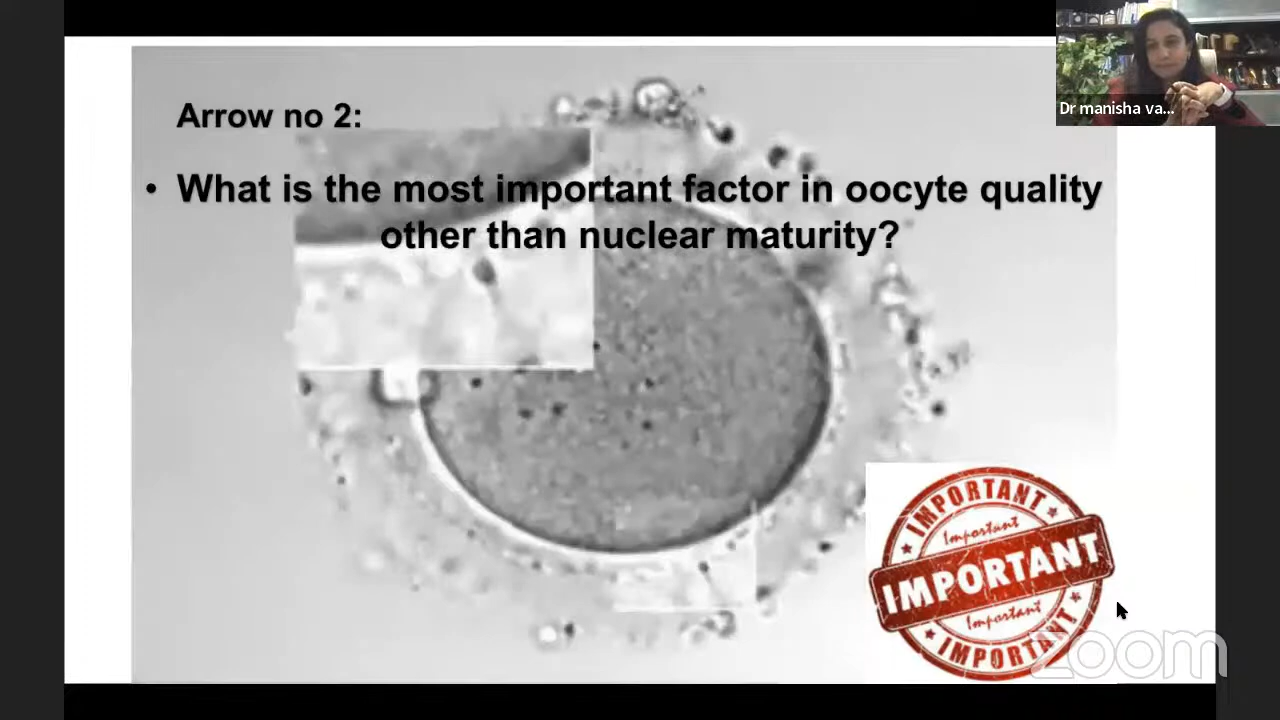 Dr manisha va...
Arrow no 2:
• What is the most important factor in oocyte quality
other than nuclear maturity?
IMPORTANT
Important
IMPORTANT
Important
IMPORTANT
zoom